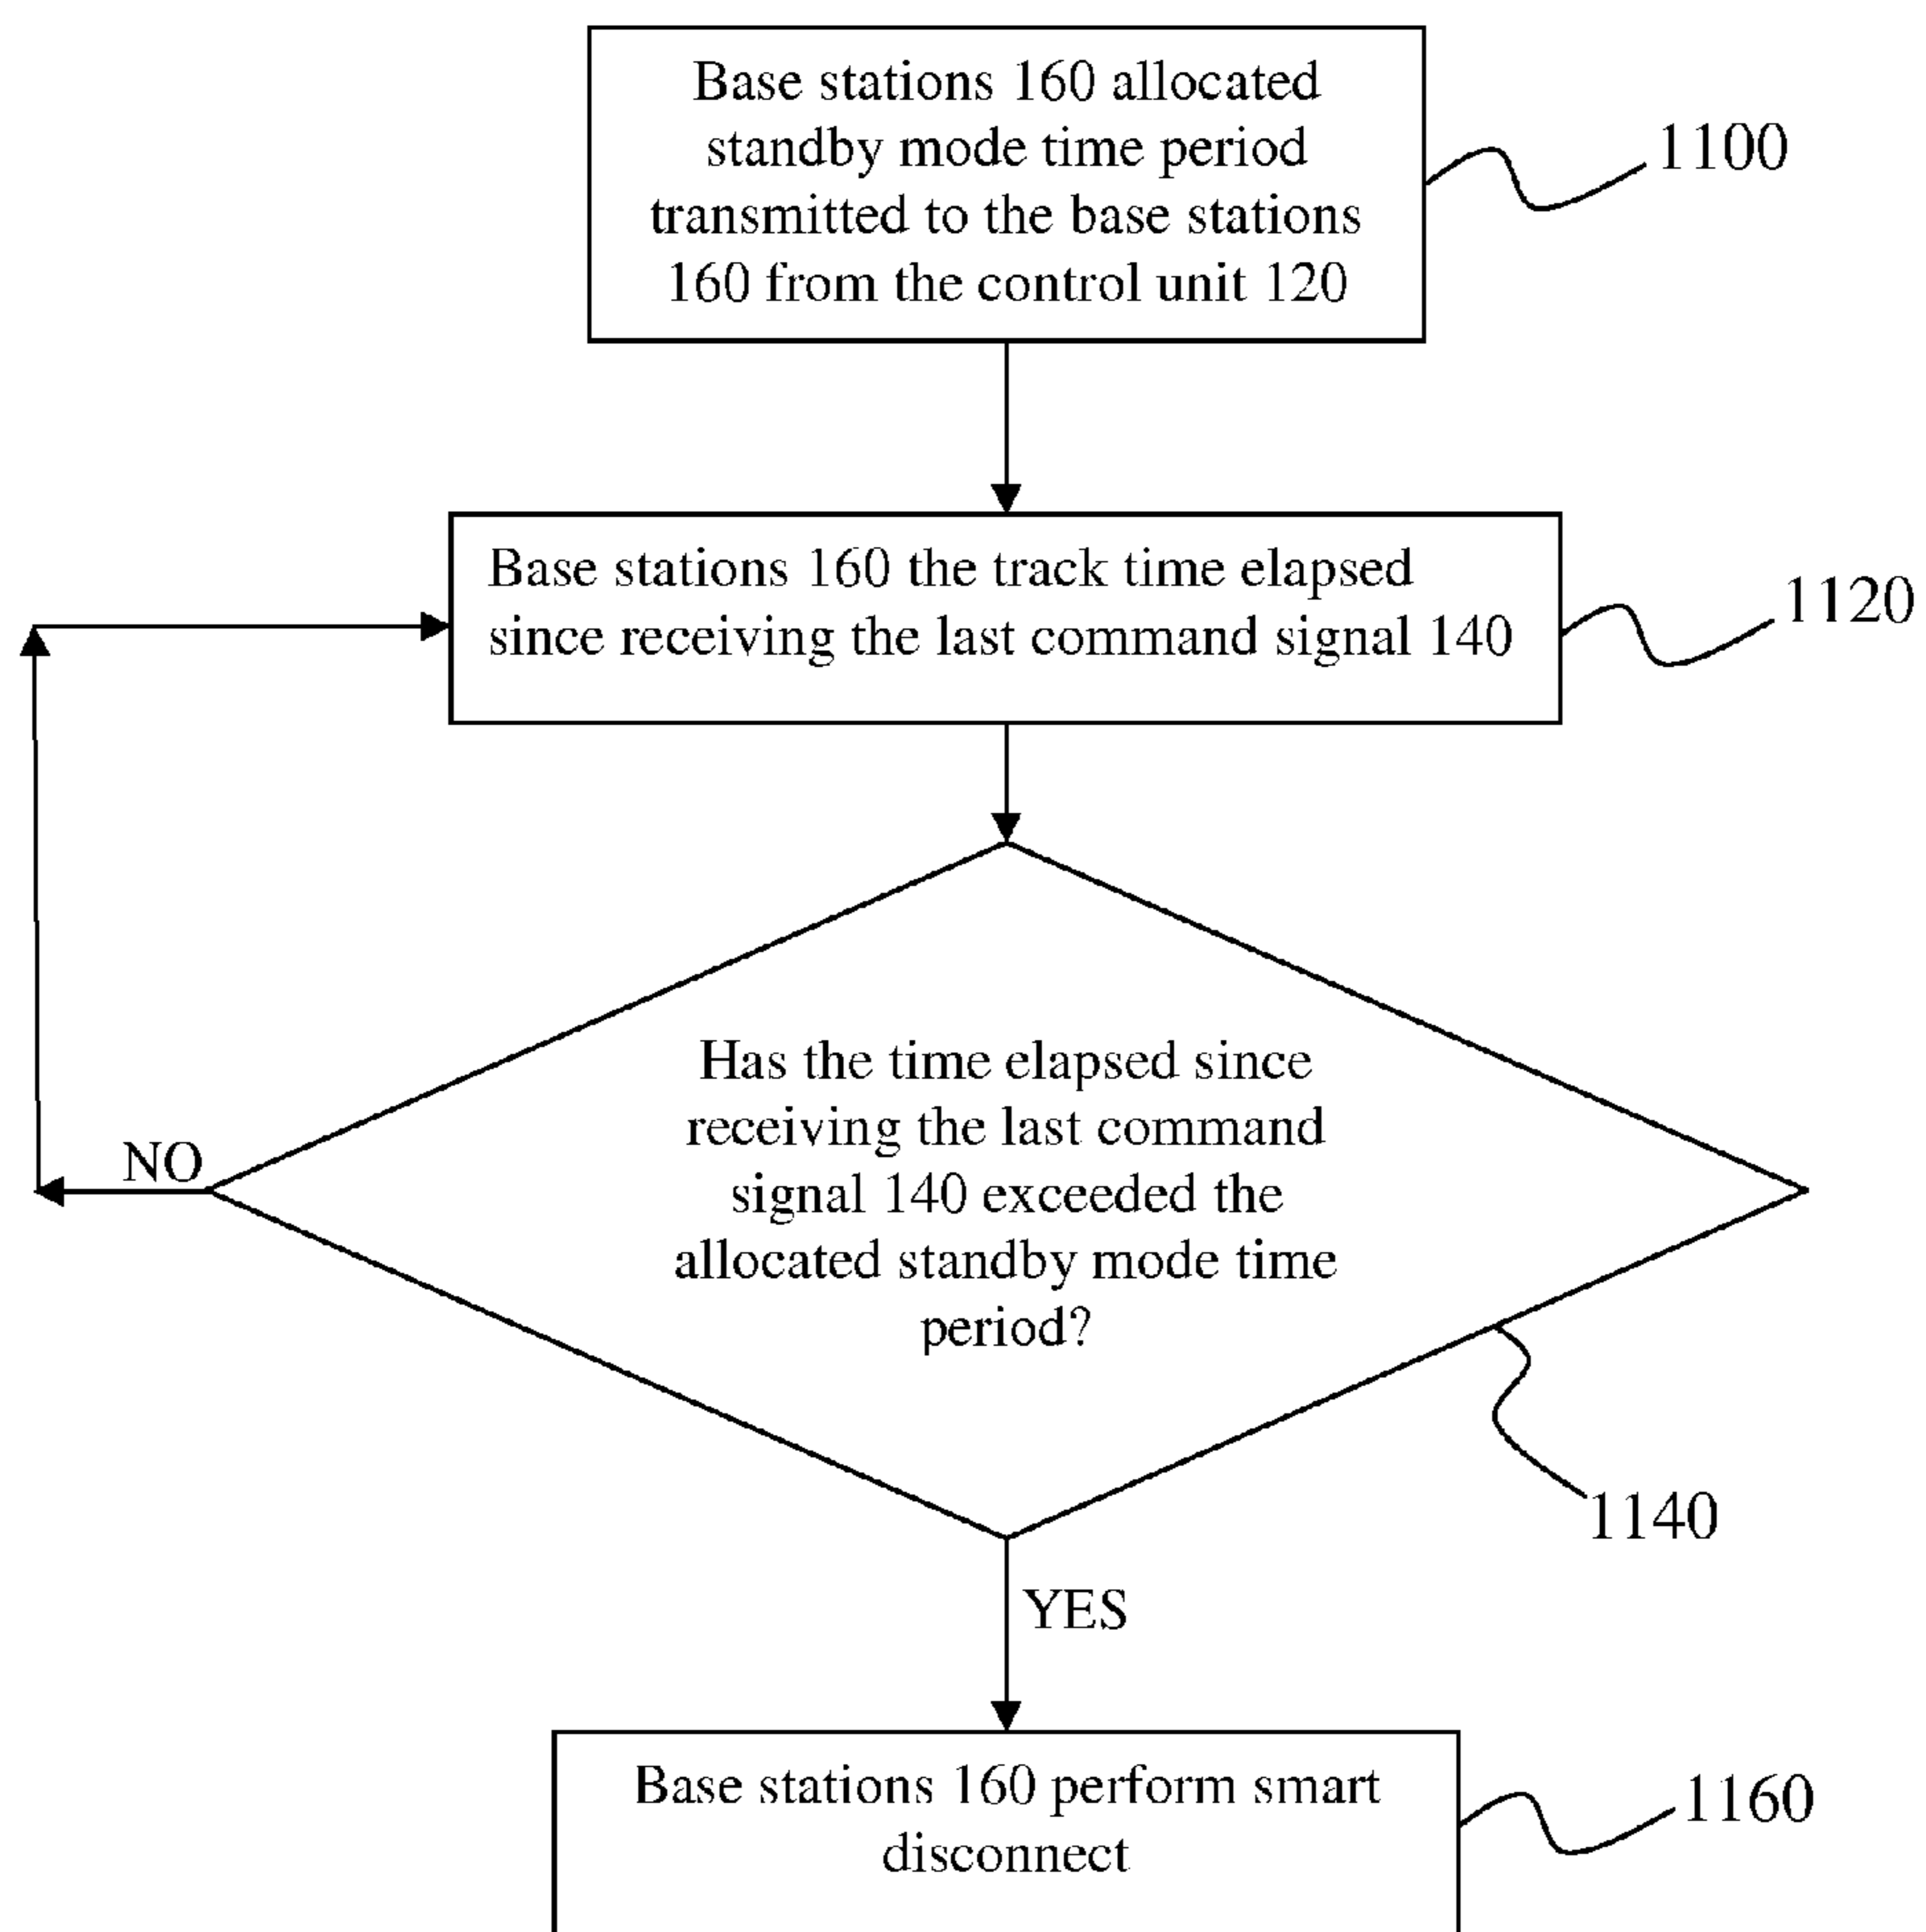 Base stations 160 allocated
standby mode time period
transmitted to the base stations
160 from the control unit 120
1100
Base stations 160 the track time elapsed
since receiving the last command signal 140
1120
Has the time elapsed since
receiving the last command
signal 140 exceeded the
allocated standby mode time
period?
NO
1140
YES
Base stations 160 perform smart
disconnect
1160